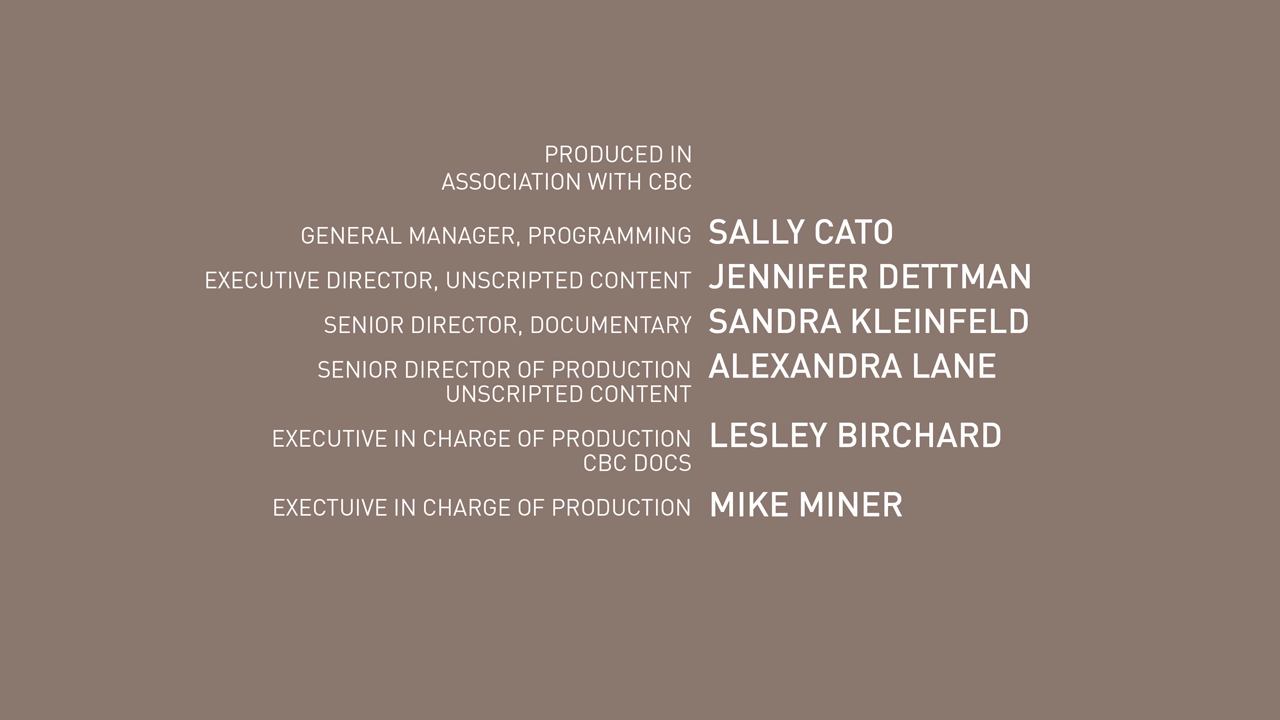 PRODUCED IN
ASSOCIATION WITH CBC
GENERAL MANAGER, PROGRAMMING SALLY CATO
EXECUTIVE DIRECTOR, UNSCRIPTED CONTENT JENNIFER DETTMAN
SENIOR DIRECTOR, DOCUMENTARY SANDRA KLEINFELD
SENIOR DIRECTOR OF PRODUCTION ALEXANDRA LANE
UNSCRIPTED CONTENT
EXECUTIVE IN CHARGE OF PRODUCTION LESLEY BIRCHARD
CBC DOCS
EXECTUIVE IN CHARGE OF PRODUCTION MIKE MINER